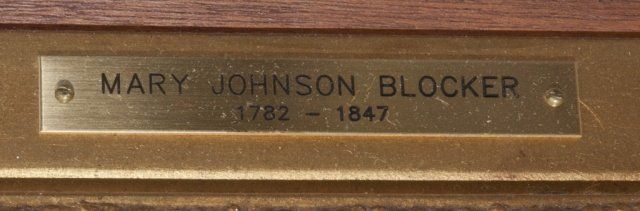 MARY JOHNSON BLOCKER
1782 – 1847